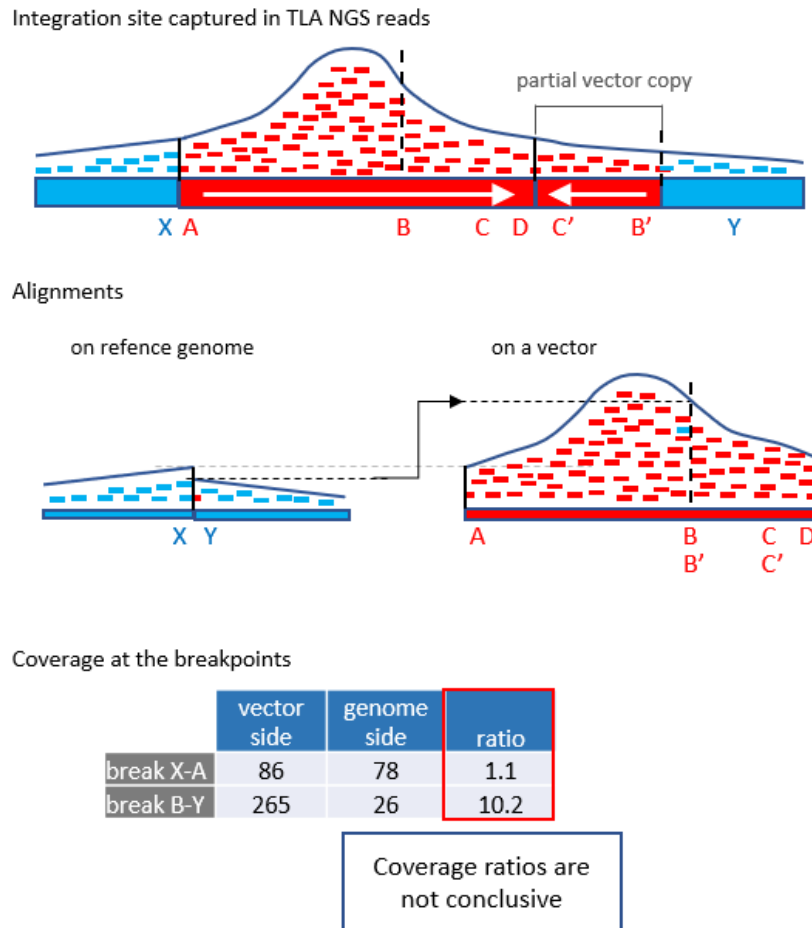 Integration site captured in TLA NGS reads
partial vector copy
X A B C D C’ B’ Y
Alignments
on refence genome
on a vector
X Y
A B C D
B’ C’
Coverage at the breakpoints
vector side genome side ratio
break X-A 86 78 1.1
break B-Y 265 26 10.2
Coverage ratios are
not conclusive